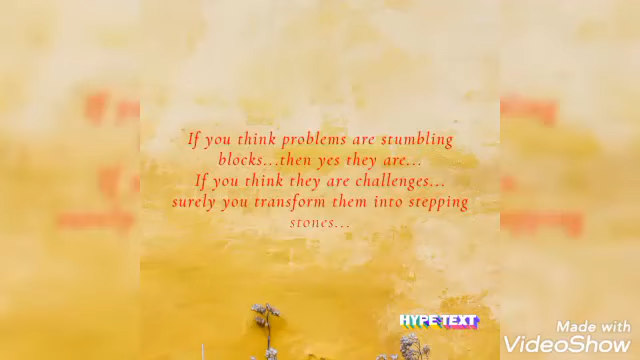 If you think problems are stumbling
blocks...then yes they are...
If you think they are challenges...
surely you transform them into stepping
stones...
HYPE TEXT
Made with
VideoShow